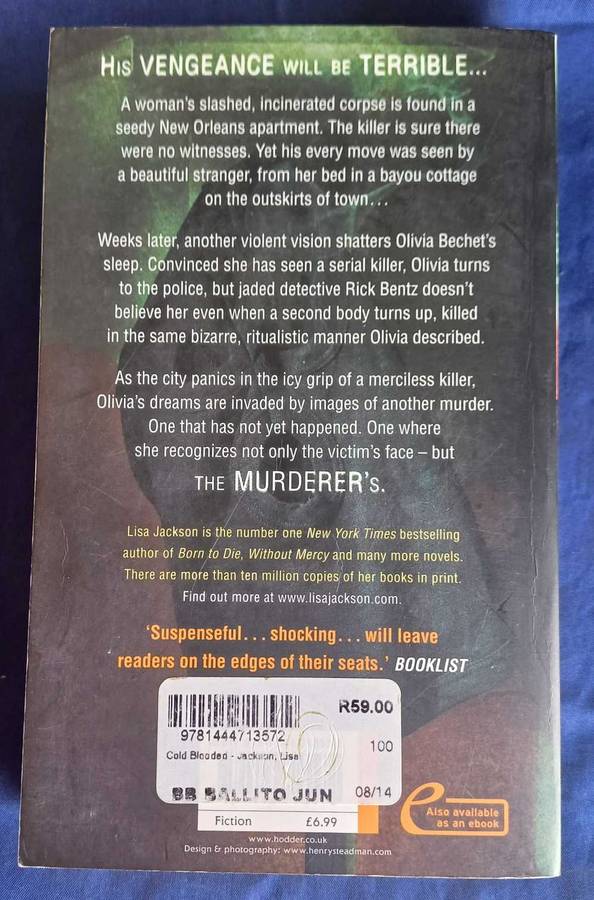 HIS VENGEANCE WILL BE TERRIBLE...
A woman's slashed, incinerated corpse is found in a
seedy New Orleans apartment. The killer is sure there
were no witnesses. Yet his every move was seen by
a beautiful stranger, from her bed in a bayou cottage
on the outskirts of town...
Weeks later, another violent vision shatters Olivia Bechet's
sleep. Convinced she has seen a serial killer, Olivia turns
to the police, but jaded detective Rick Bentz doesn't
believe her even when a second body turns up, killed
in the same bizarre, ritualistic manner Olivia described.
As the city panics in the icy grip of a merciless killer,
Olivia's dreams are invaded by images of another murder.
One that has not yet happened. One where
she recognizes not only the victim's face – but
THE MURDERER'S.
Lisa Jackson is the number one New York Times bestselling
author of Born to Die, Without Mercy and many more novels.
There are more than ten million copies of her books in print.
Find out more at www.lisajackson.com.
'Suspenseful... shocking... will leave
readers on the edges of their seats.' BOOKLIST
R59.00
9781444713572
100
Cold Blooded - Jackson, Lisa
BB BALLITO JUN 08/14
Fiction £6.99
e Also available
as an ebook
www.hodder.co.uk
Design & photography: www.henrysteadman.com